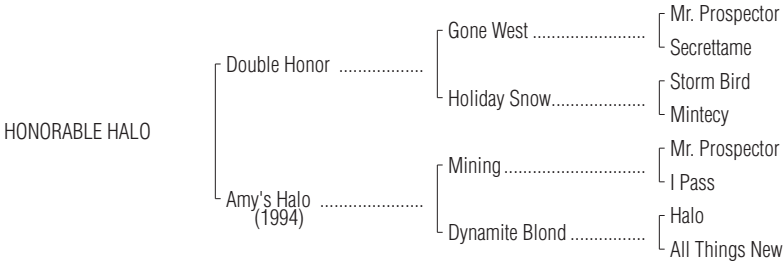 Mr. Prospector
Gone West ........................
Secrettame
Double Honor ..................
Storm Bird
Holiday Snow....................
Mintecy
HONORABLE HALO
Mr. Prospector
Mining ..............................
I Pass
Amy's Halo ......................
(1994)
Halo
Dynamite Blond ................
All Things New